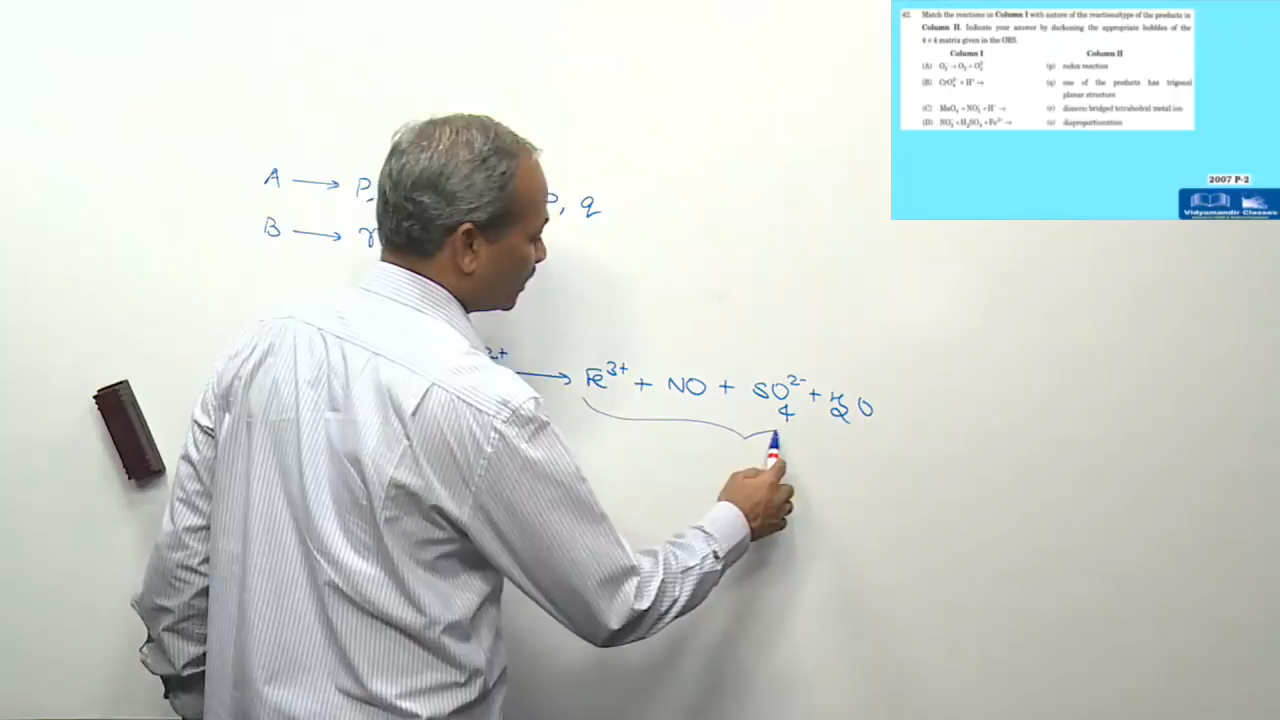 42. Match the reactions in Column I with nature of the reactions/type of the products in
Column II. Indicate your answer by darkening the appropriate bubbles of the
4 × 4 matrix given in the ORS.
Column I Column II
(A) O₂⁻ → O₂ + O₂²⁻ (p) redox reaction
(B) CrO₄²⁻ + H⁺ → (q) one of the products has trigonal
planar structure
(C) MnO₄⁻ + NO₂⁻ + H⁺ → (r) dimeric bridged tetrahedral metal ion
(D) NO₃⁻ + H₂SO₄ + Fe²⁺ → (s) disproportionation
2007 P-2
Vidyamandir Classes
A → P, , q
B → r
2+ → Fe³⁺ + NO + SO₄²⁻ + H₂O